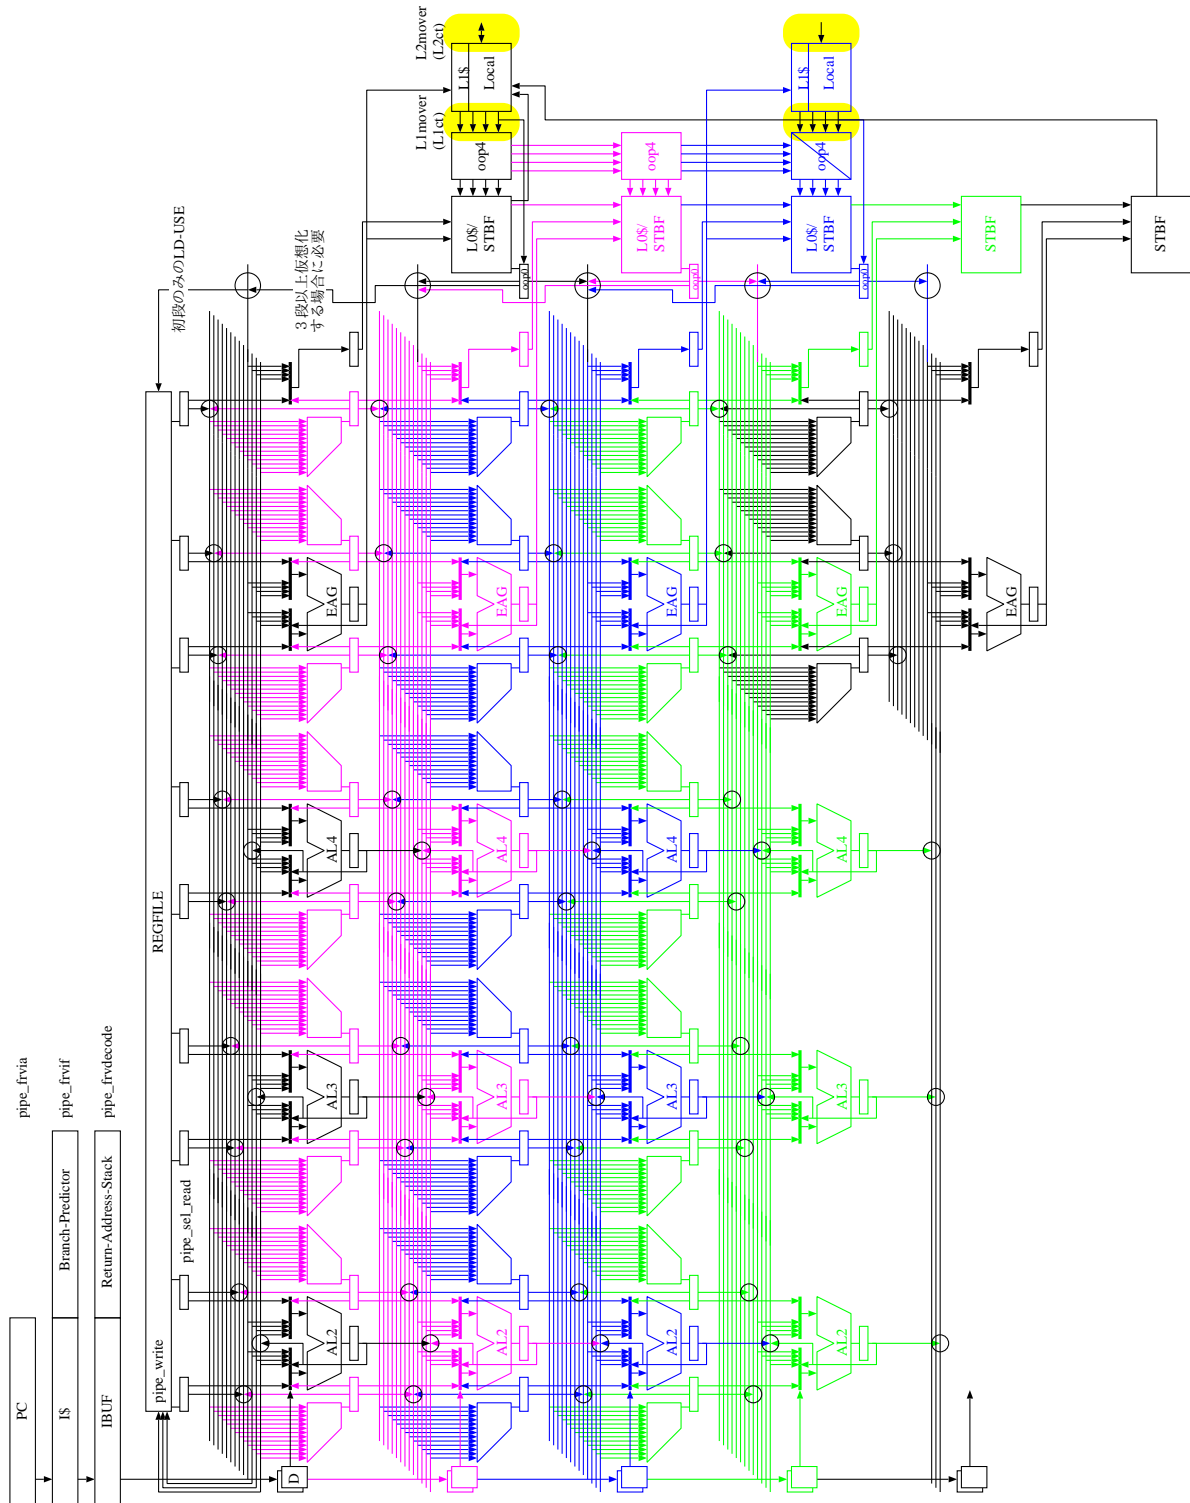 PC
pipe_frvia
I$
Branch-Predictor
pipe_frvif
IBUF
Return-Address-Stack
pipe_frvdecode
pipe_write
REGFILE
pipe_sel_read
初段のみのLD-USE
3段以上仮想化
する場合に必要
L1mover
(L1ct)
L2mover
(L2ct)
D
AL2
AL3
AL4
EAG
L0$/
STBF
oop4
L1$
Local
oop0
AL2
AL3
AL4
EAG
L0$/
STBF
oop4
oop0
AL2
AL3
AL4
EAG
L0$/
STBF
oop4
L1$
Local
oop0
AL2
AL3
AL4
EAG
STBF
EAG
STBF